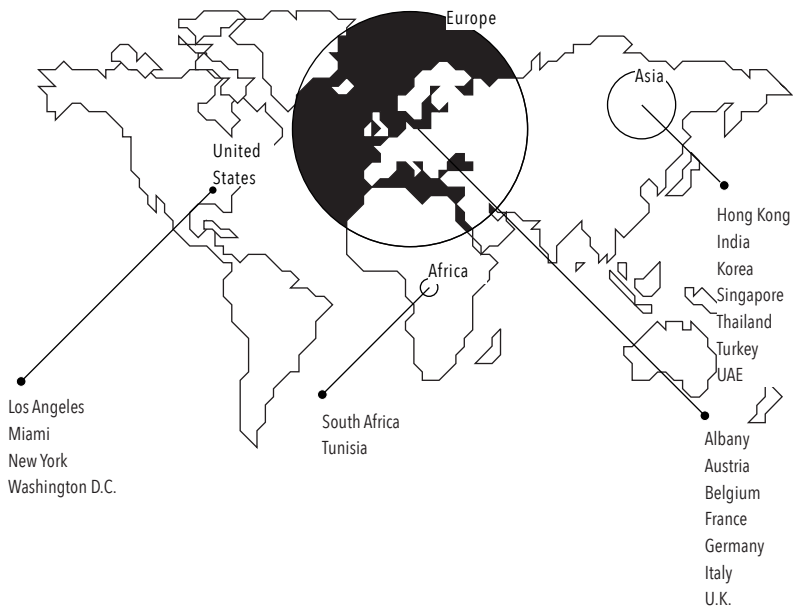 Europe
Asia
United
States
Africa
Hong Kong
India
Korea
Singapore
Thailand
Turkey
UAE
Los Angeles
Miami
New York
Washington D.C.
South Africa
Tunisia
Albany
Austria
Belgium
France
Germany
Italy
U.K.